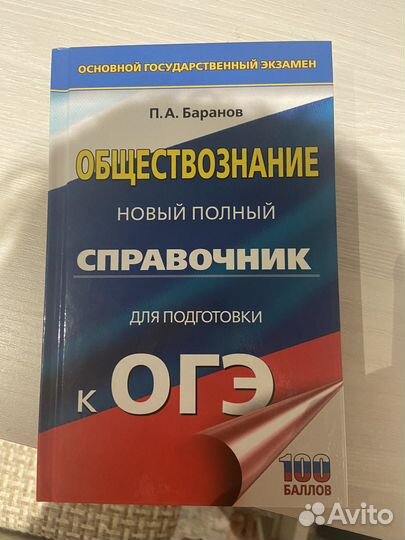 ОСНОВНОЙ ГОСУДАРСТВЕННЫЙ ЭКЗАМЕН
П.А. Баранов
ОБЩЕСТВОЗНАНИЕ
НОВЫЙ ПОЛНЫЙ
СПРАВОЧНИК
ДЛЯ ПОДГОТОВКИ
К ОГЭ
100
БАЛЛОВ
Avito